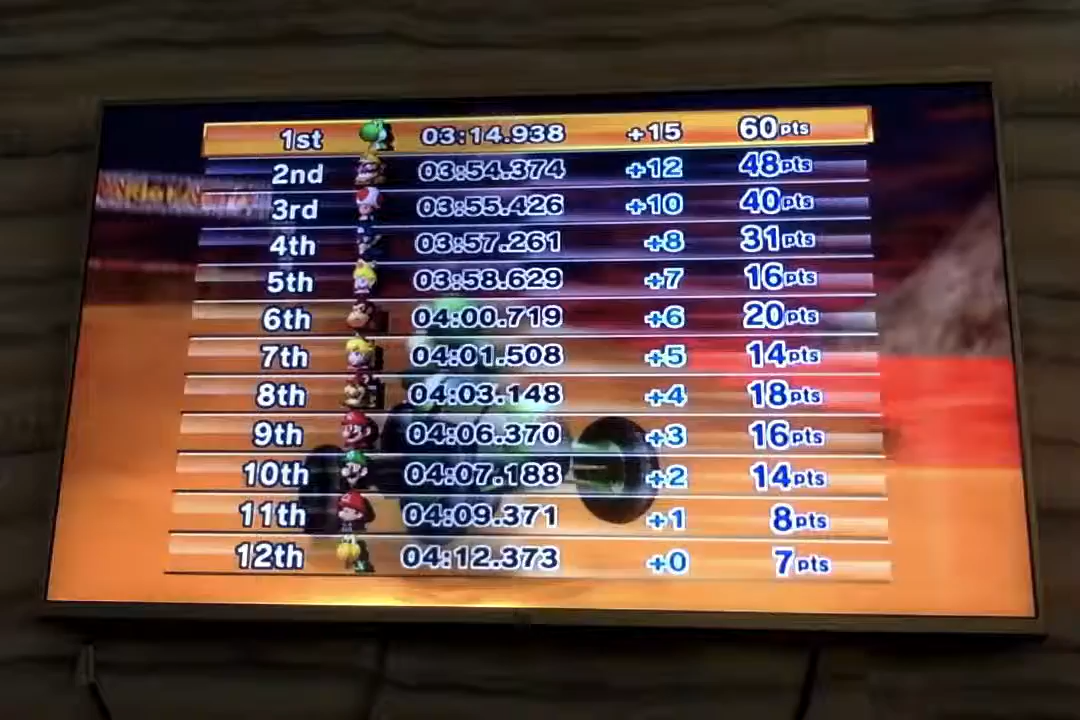 1st 03:14.938 +15 60pts
2nd 03:54.374 +12 48pts
3rd 03:55.426 +10 40pts
4th 03:57.261 +8 31pts
5th 03:58.629 +7 16pts
6th 04:00.719 +6 20pts
7th 04:01.508 +5 14pts
8th 04:03.148 +4 18pts
9th 04:06.370 +3 16pts
10th 04:07.188 +2 14pts
11th 04:09.371 +1 8pts
12th 04:12.373 +0 7pts